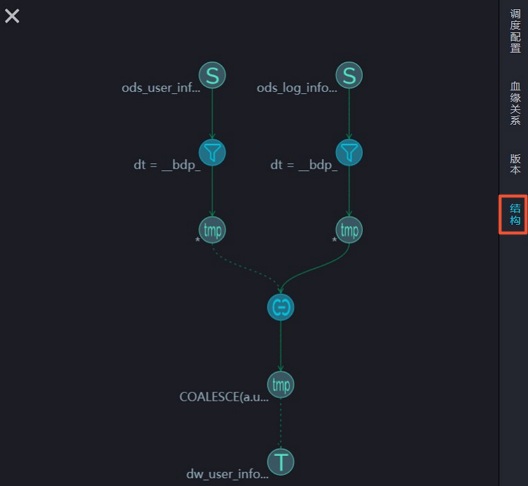 调度配置
血缘关系
版本
结构
S
S
ods_user_inf...
ods_log_info...
dt = __bdp_
dt = __bdp_
tmp
tmp
*
*
COALESCE(a.u...
tmp
T
dw_user_info...